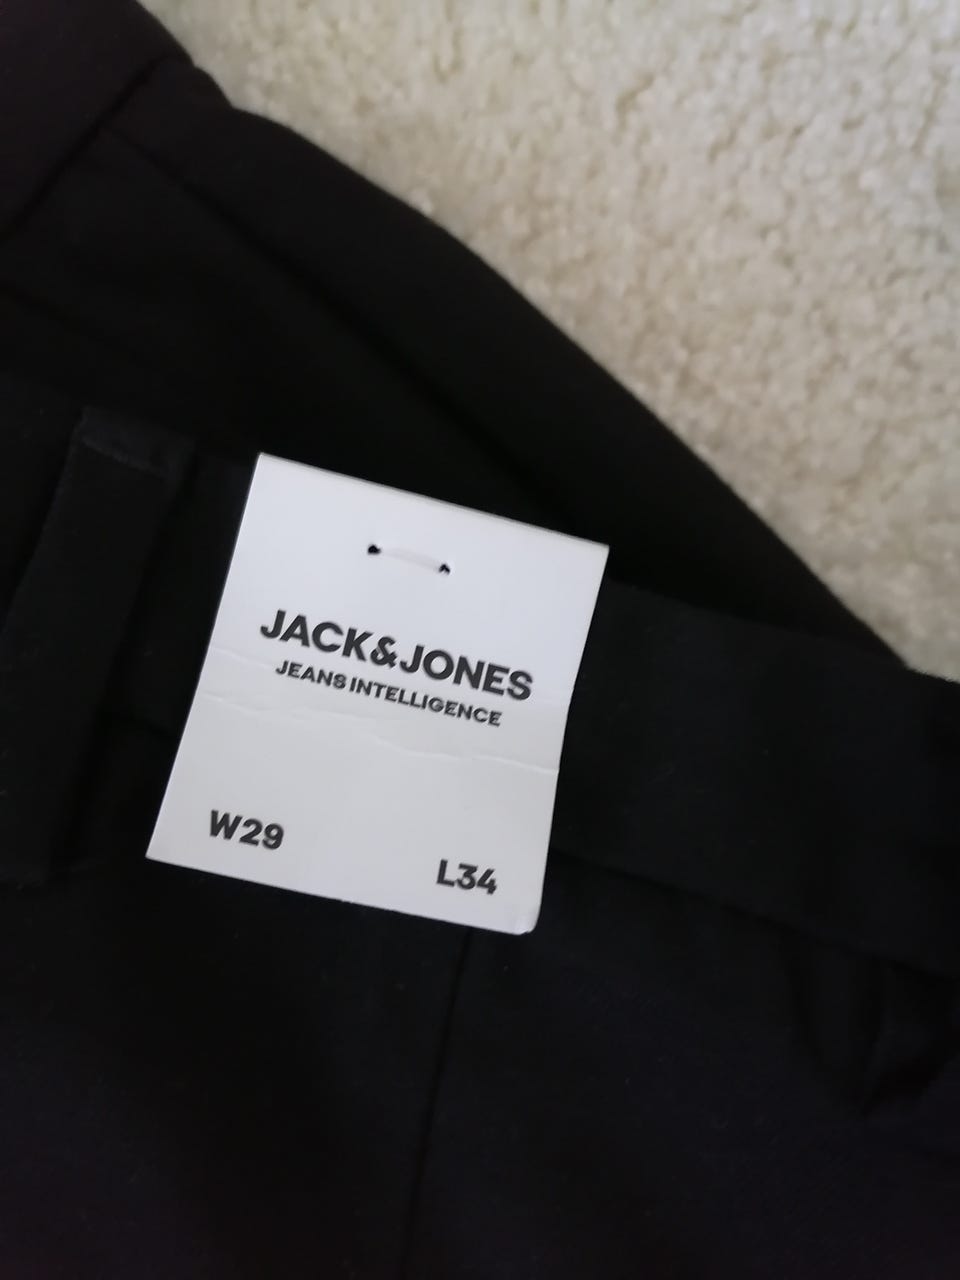 JACK&JONES
JEANS INTELLIGENCE
W29
L34